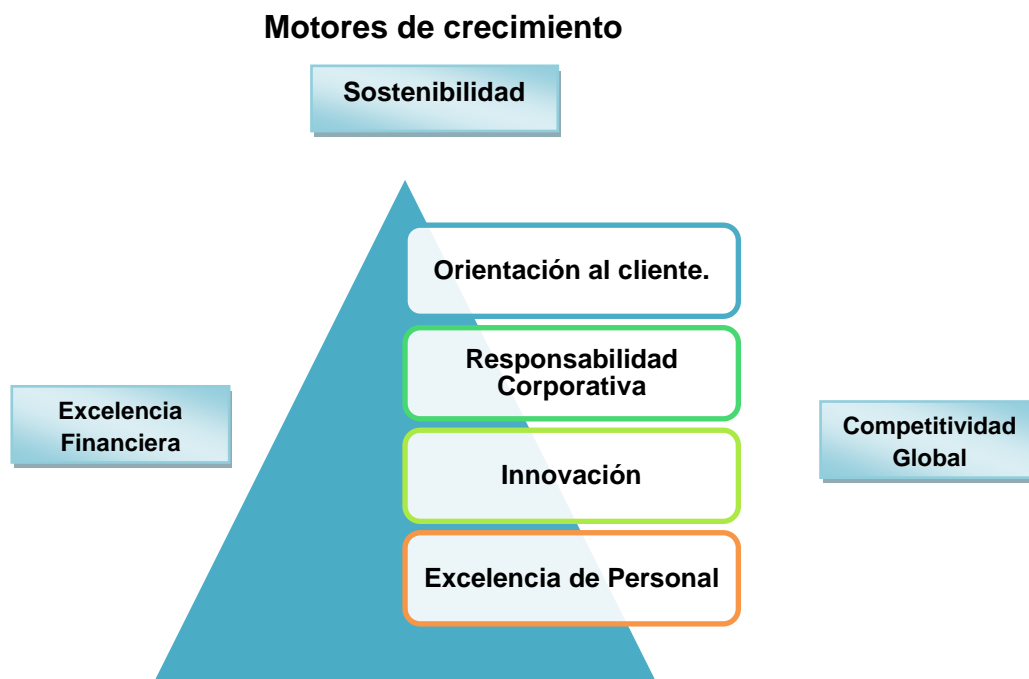 Motores de crecimiento
Sostenibilidad
Orientación al cliente.
Responsabilidad
Corporativa
Excelencia
Financiera
Competitividad
Global
Innovación
Excelencia de Personal